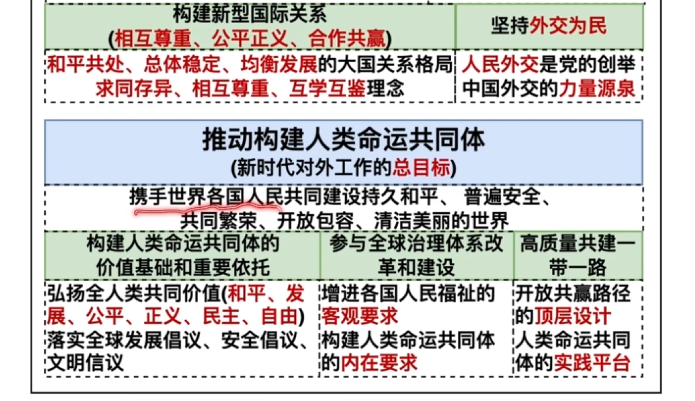 构建新型国际关系
(相互尊重、公平正义、合作共赢)
坚持外交为民
和平共处、总体稳定、均衡发展的大国关系格局
求同存异、相互尊重、互学互鉴理念
人民外交是党的创举
中国外交的力量源泉
推动构建人类命运共同体
(新时代对外工作的总目标)
携手世界各国人民共同建设持久和平、 普遍安全、
共同繁荣、开放包容、清洁美丽的世界
构建人类命运共同体的
价值基础和重要依托
参与全球治理体系改
革和建设
高质量共建一
带一路
弘扬全人类共同价值(和平、发
展、公平、正义、民主、自由)
落实全球发展倡议、安全倡议、
文明信议
增进各国人民福祉的
客观要求
构建人类命运共同体
的内在要求
开放共赢路径
的顶层设计
人类命运共同
体的实践平台